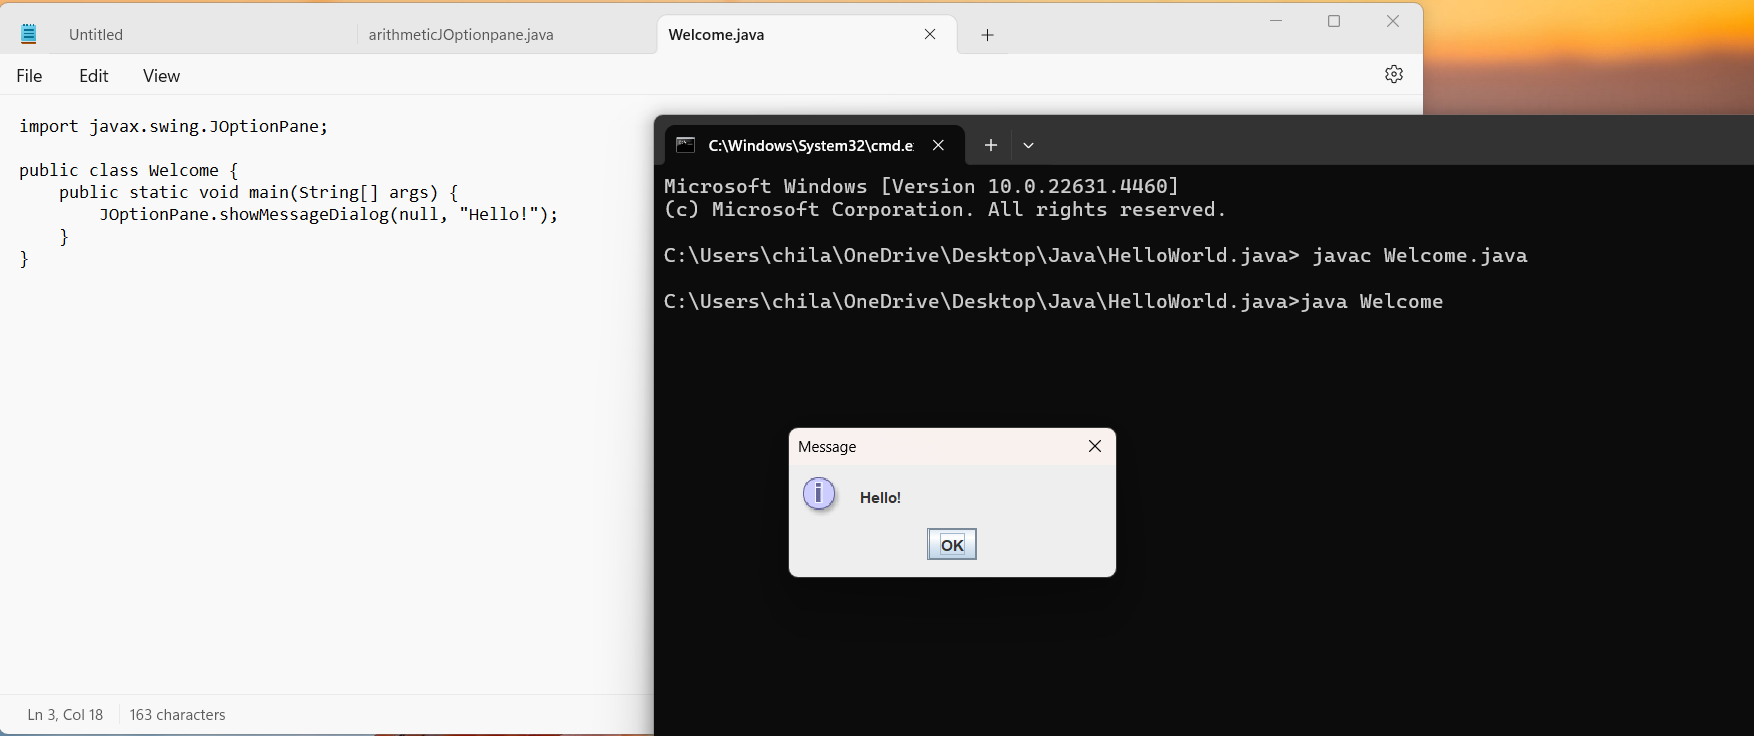 Untitled
arithmeticJOptionpane.java
Welcome.java
File Edit View
import javax.swing.JOptionPane;
public class Welcome {
public static void main(String[] args) {
JOptionPane.showMessageDialog(null, "Hello!");
}
}
Ln 3, Col 18
163 characters
C:\Windows\System32\cmd.e
Microsoft Windows [Version 10.0.22631.4460]
(c) Microsoft Corporation. All rights reserved.
C:\Users\chila\OneDrive\Desktop\Java\HelloWorld.java> javac Welcome.java
C:\Users\chila\OneDrive\Desktop\Java\HelloWorld.java>java Welcome
Message
i
Hello!
OK